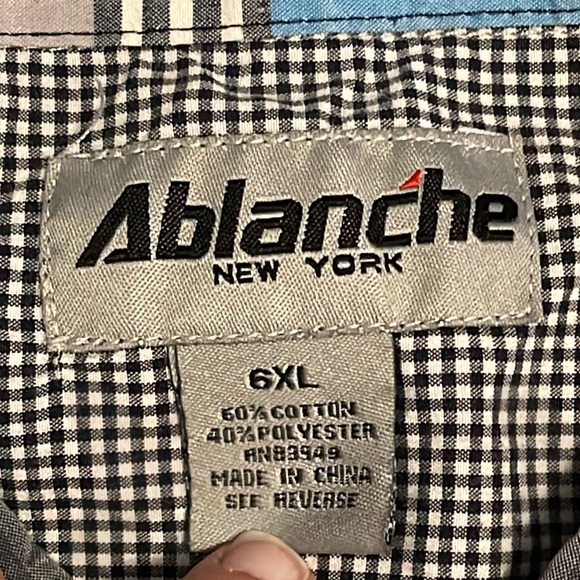 Ablanche
NEW YORK
6XL
60% COTTON
40% POLYESTER
RN83949
MADE IN CHINA
SEE REVERSE